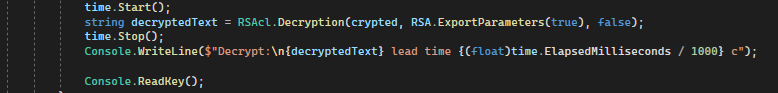 time.Start();
string decryptedText = RSAcl.Decryption(crypted, RSA.ExportParameters(true), false);
time.Stop();
Console.WriteLine($"Decrypt:\n{decryptedText} lead time {(float)time.ElapsedMilliseconds / 1000} c");
Console.ReadKey();